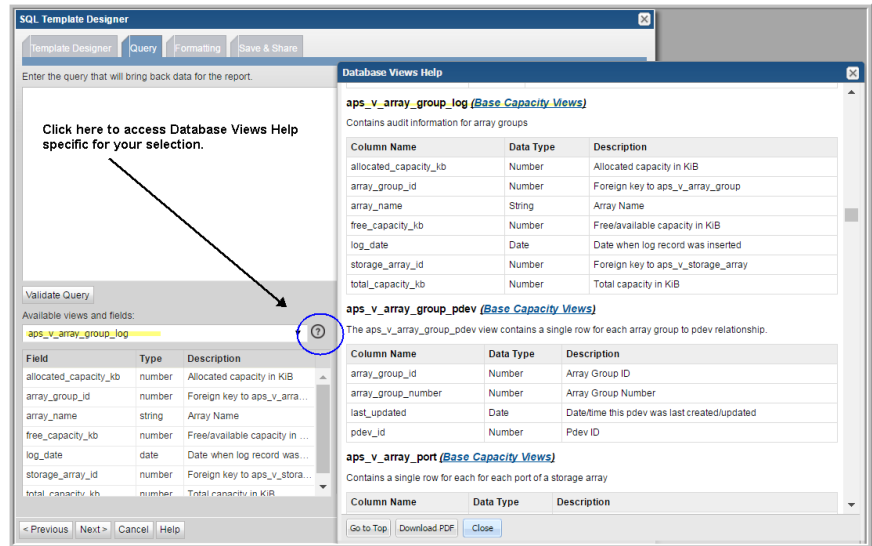 SQL Template Designer
Template Designer Query Formatting Save & Share
Enter the query that will bring back data for the report.
Click here to access Database Views Help
specific for your selection.
Validate Query
Available views and fields:
aps_v_array_group_log
Field Type Description
allocated_capacity_kb number Allocated capacity in KiB
array_group_id number Foreign key to aps_v_arra...
array_name string Array Name
free_capacity_kb number Free/available capacity in ...
log_date date Date when log record was...
storage_array_id number Foreign key to aps_v_stora...
total_capacity_kb number Total capacity in KiB
< Previous Next > Cancel Help
Database Views Help
aps_v_array_group_log (Base Capacity Views)
Contains audit information for array groups
Column Name Data Type Description
allocated_capacity_kb Number Allocated capacity in KiB
array_group_id Number Foreign key to aps_v_array_group
array_name String Array Name
free_capacity_kb Number Free/available capacity in KiB
log_date Date Date when log record was inserted
storage_array_id Number Foreign key to aps_v_storage_array
total_capacity_kb Number Total capacity in KiB
aps_v_array_group_pdev (Base Capacity Views)
The aps_v_array_group_pdev view contains a single row for each array group to pdev relationship.
Column Name Data Type Description
array_group_id Number Array Group ID
array_group_number Number Array Group Number
last_updated Date Date/time this pdev was last created/updated
pdev_id Number Pdev ID
aps_v_array_port (Base Capacity Views)
Contains a single row for each for each port of a storage array
Column Name Data Type Description
Go to Top Download PDF Close